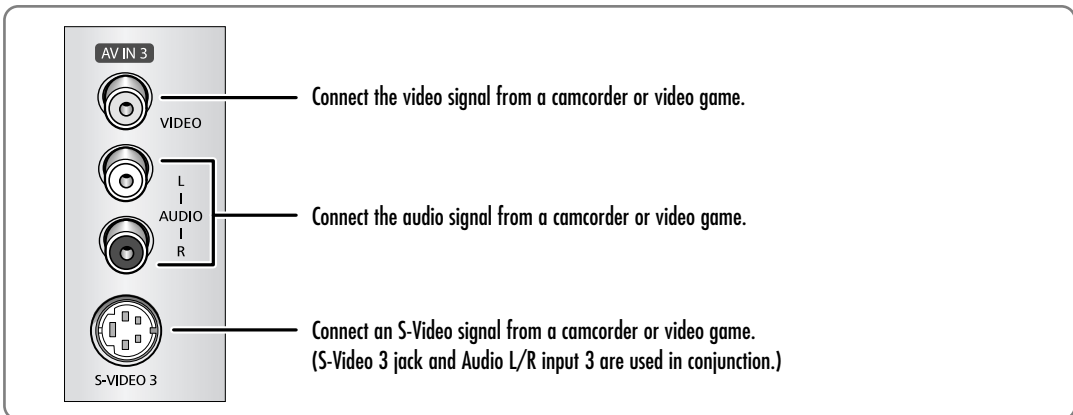 AV IN 3
VIDEO
Connect the video signal from a camcorder or video game.
L
AUDIO
R
Connect the audio signal from a camcorder or video game.
Connect an S-Video signal from a camcorder or video game.
(S-Video 3 jack and Audio L/R input 3 are used in conjunction.)
S-VIDEO 3